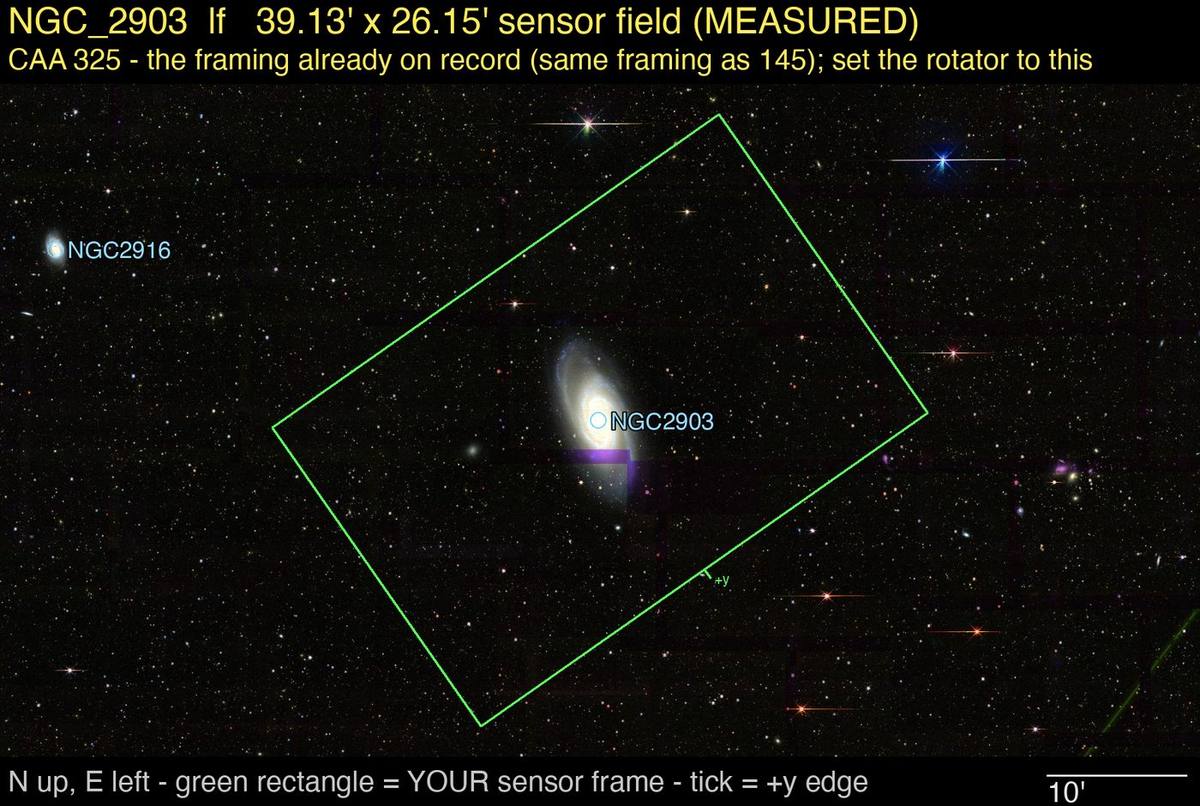 NGC_2903 lf 39.13' x 26.15' sensor field (MEASURED)
CAA 325 - the framing already on record (same framing as 145); set the rotator to this
NGC2916
NGC2903
+y
N up, E left - green rectangle = YOUR sensor frame - tick = +y edge
10'